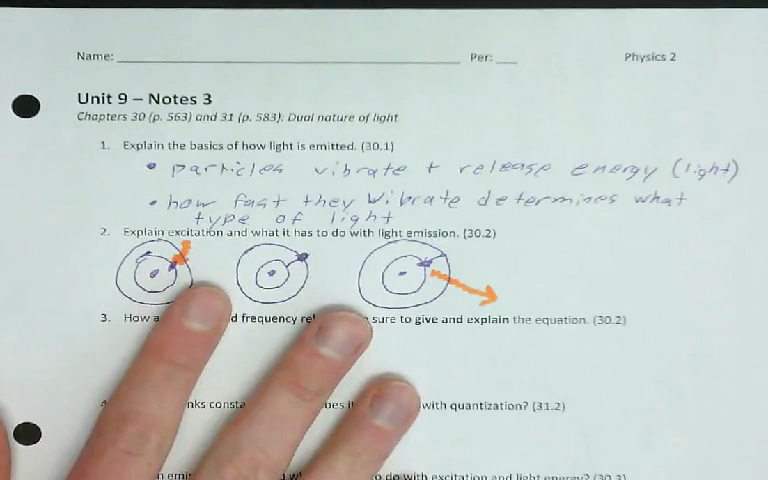 Name: Per: Physics 2
Unit 9 – Notes 3
Chapters 30 (p. 563) and 31 (p. 583): Dual nature of light
1. Explain the basics of how light is emitted. (30.1)
• particles vibrate + release energy (light)
• how fast they vibrate determines what
type of light
2. Explain excitation and what it has to do with light emission. (30.2)
3. How frequency sure to give and explain the equation. (30.2)
with quantization? (31.2)
do with excitation and light energy? (30.3)